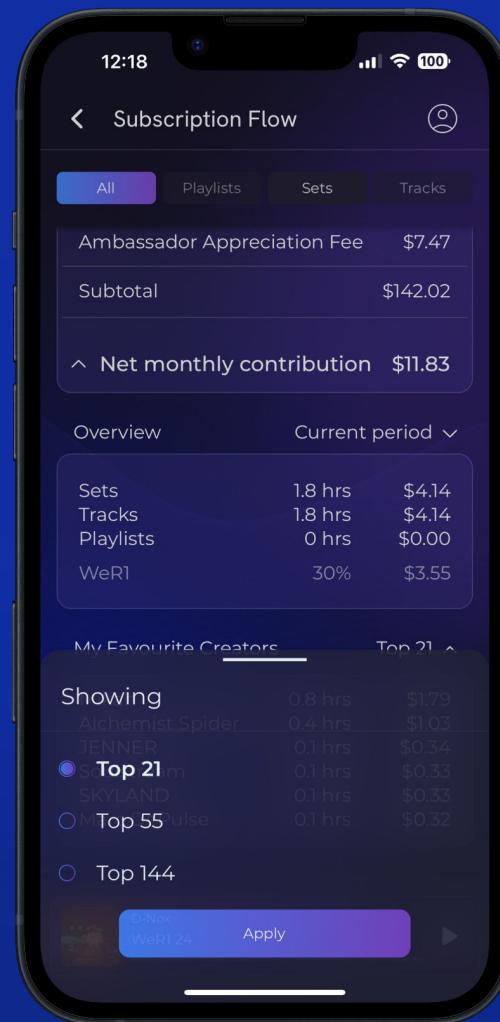 12:18
100
Subscription Flow
All Playlists Sets Tracks
Ambassador Appreciation Fee $7.47
Subtotal $142.02
Net monthly contribution $11.83
Overview Current period
Sets 1.8 hrs $4.14
Tracks 1.8 hrs $4.14
Playlists 0 hrs $0.00
WeR1 30% $3.55
My Favourite Creators Top 21
Showing
0.8 hrs $1.79
Alchemist Spider 0.4 hrs $1.03
JENNER 0.1 hrs $0.34
Top 21
0.1 hrs $0.33
SKYLAND 0.1 hrs $0.33
Top 55
Pulse 0.1 hrs $0.32
Top 144
D-Nox
WeR1 24
Apply